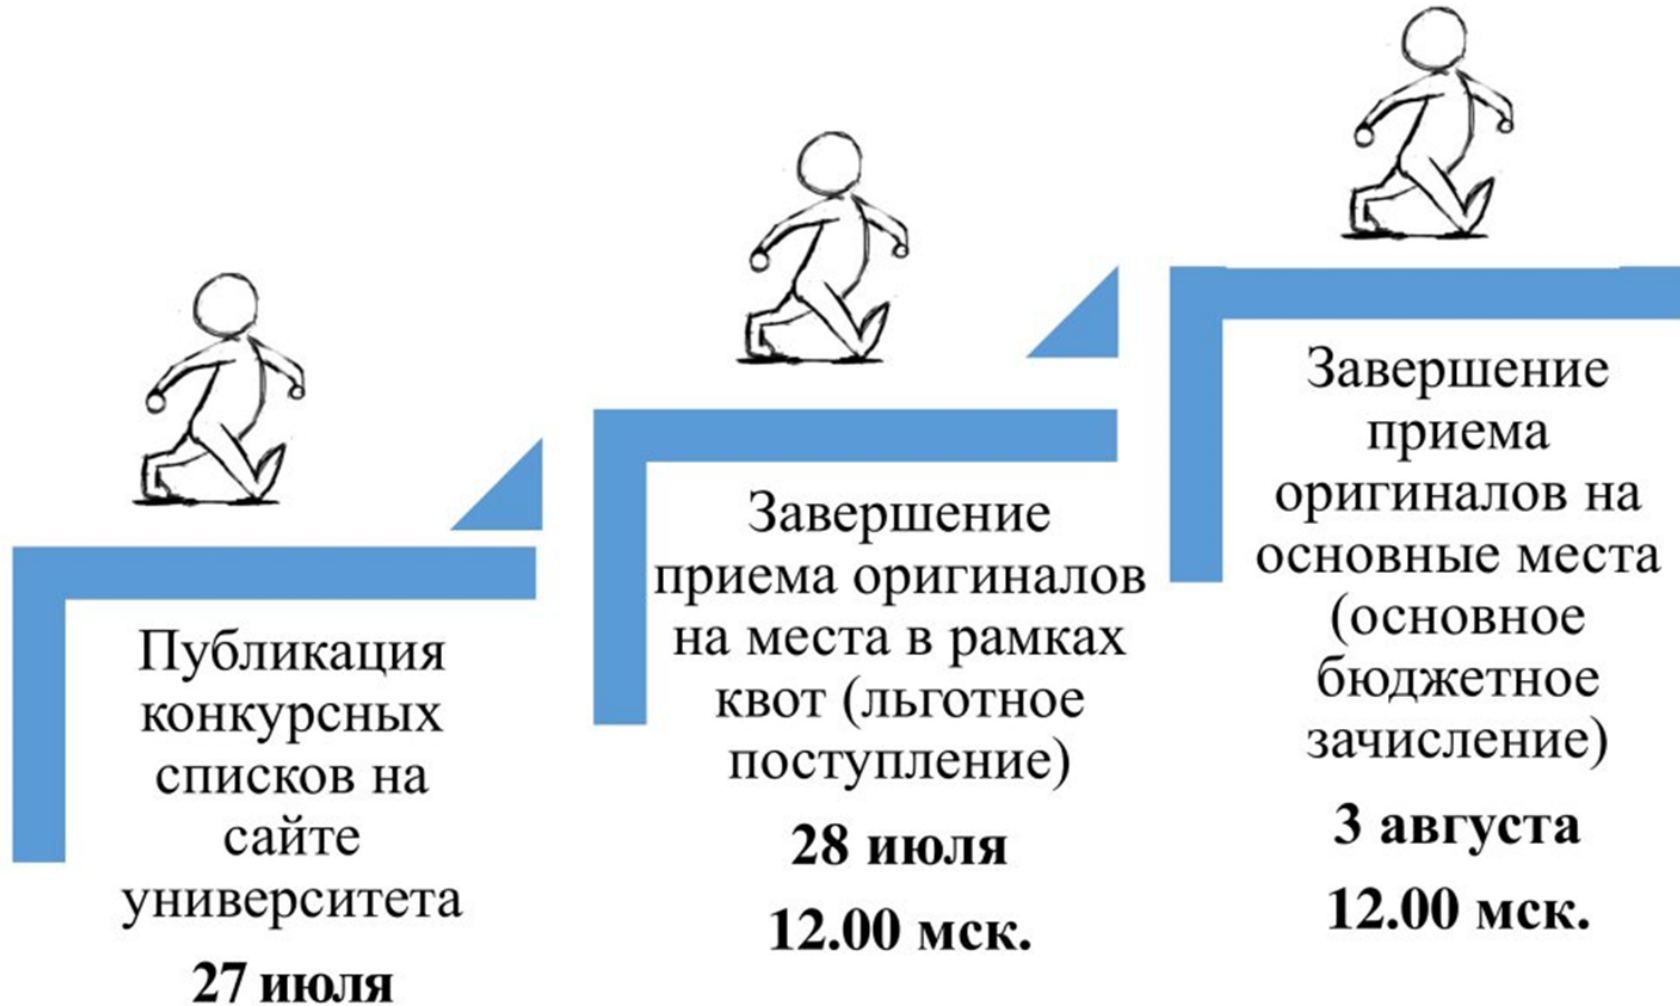 Публикация
конкурсных
списков на
сайте
университета
27 июля
Завершение
приема оригиналов
на места в рамках
квот (льготное
поступление)
28 июля
12.00 мск.
Завершение
приема
оригиналов на
основные места
(основное
бюджетное
зачисление)
3 августа
12.00 мск.